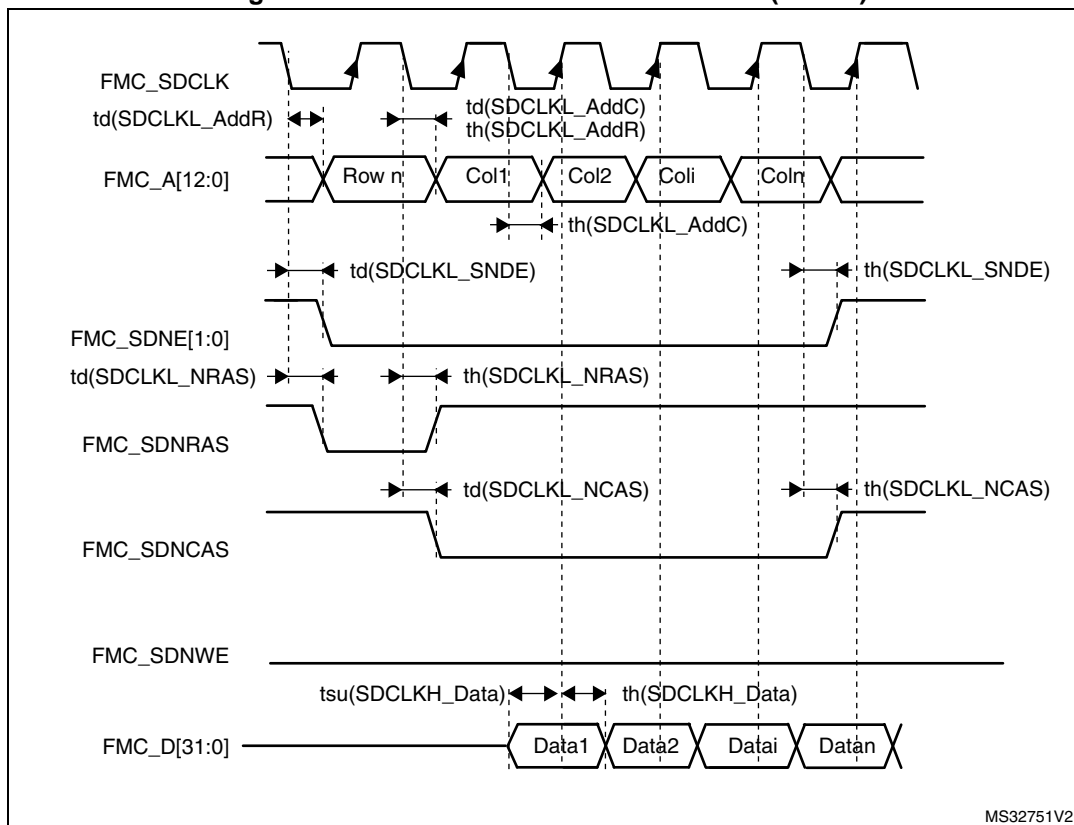 FMC_SDCLK
td(SDCLKL_AddR)
td(SDCLKL_AddC)
th(SDCLKL_AddR)
FMC_A[12:0]
Row n
Col1
Col2
Coli
Coln
th(SDCLKL_AddC)
td(SDCLKL_SNDE)
th(SDCLKL_SNDE)
FMC_SDNE[1:0]
td(SDCLKL_NRAS)
th(SDCLKL_NRAS)
FMC_SDNRAS
td(SDCLKL_NCAS)
th(SDCLKL_NCAS)
FMC_SDNCAS
FMC_SDNWE
tsu(SDCLKH_Data)
th(SDCLKH_Data)
FMC_D[31:0]
Data1
Data2
Datai
Datan
MS32751V2